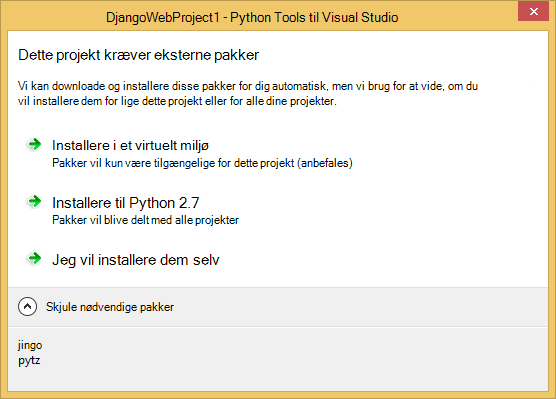 DjangoWebProject1 - Python Tools til Visual Studio
Dette projekt kræver eksterne pakker
Vi kan downloade og installere disse pakker for dig automatisk, men vi brug for at vide, om du
vil installere dem for lige dette projekt eller for alle dine projekter.
Installere i et virtuelt miljø
Pakker vil kun være tilgængelige for dette projekt (anbefales)
Installere til Python 2.7
Pakker vil blive delt med alle projekter
Jeg vil installere dem selv
Skjule nødvendige pakker
jingo
pytz